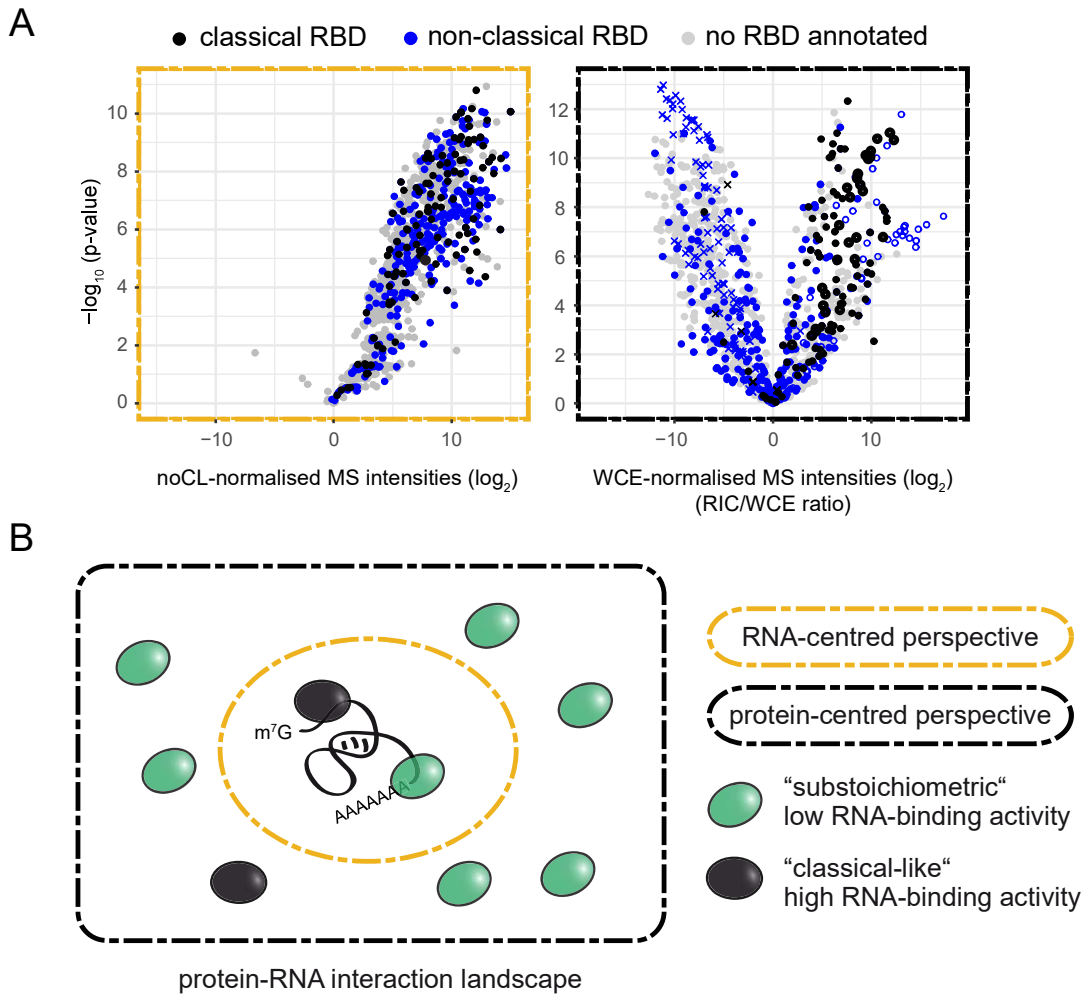 A
classical RBD
non-classical RBD
no RBD annotated
−log10 (p-value)
10
8
6
4
2
0
−10
0
10
noCL-normalised MS intensities (log2)
12
10
8
6
4
2
0
−10
0
10
WCE-normalised MS intensities (log2)
(RIC/WCE ratio)
B
m7G
AAAAAAA
protein-RNA interaction landscape
RNA-centred perspective
protein-centred perspective
“substoichiometric“
low RNA-binding activity
“classical-like“
high RNA-binding activity